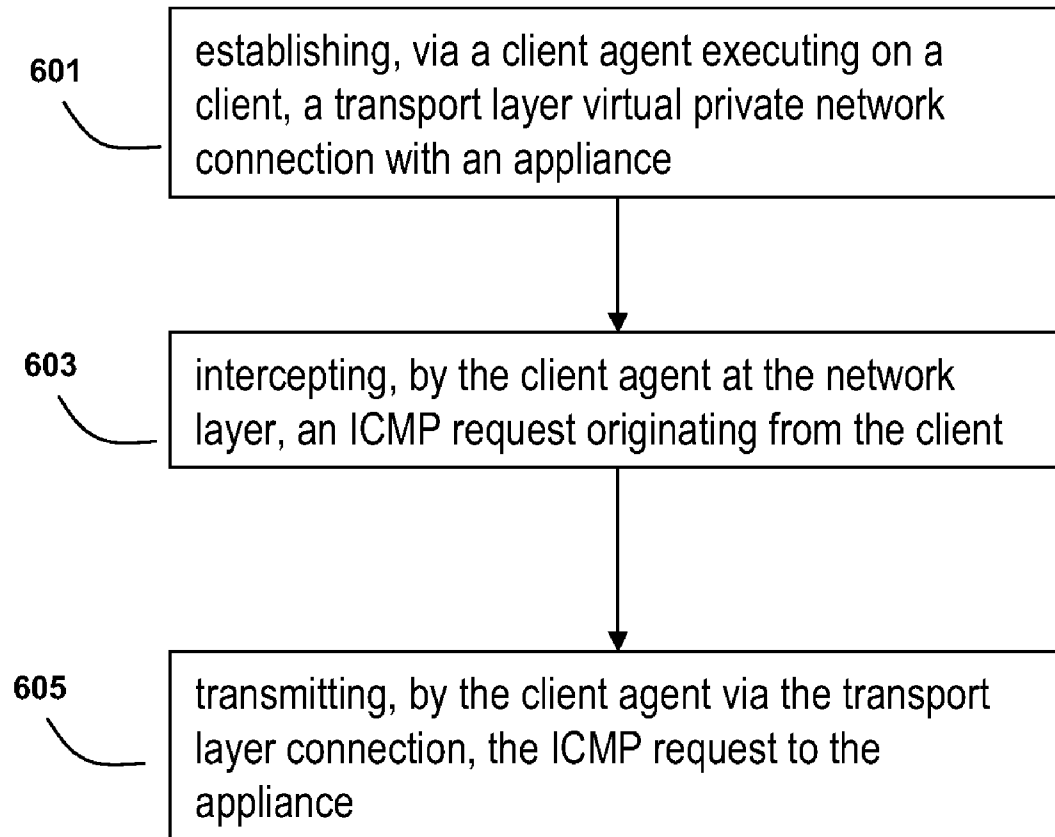 601
establishing, via a client agent executing on a
client, a transport layer virtual private network
connection with an appliance
603
intercepting, by the client agent at the network
layer, an ICMP request originating from the client
605
transmitting, by the client agent via the transport
layer connection, the ICMP request to the
appliance